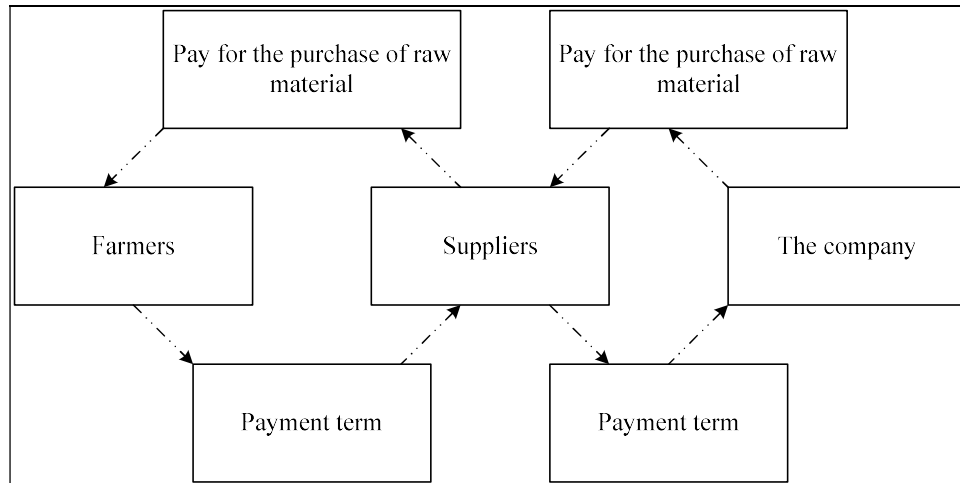 Pay for the purchase of raw
material
Pay for the purchase of raw
material
Farmers
Suppliers
The company
Payment term
Payment term